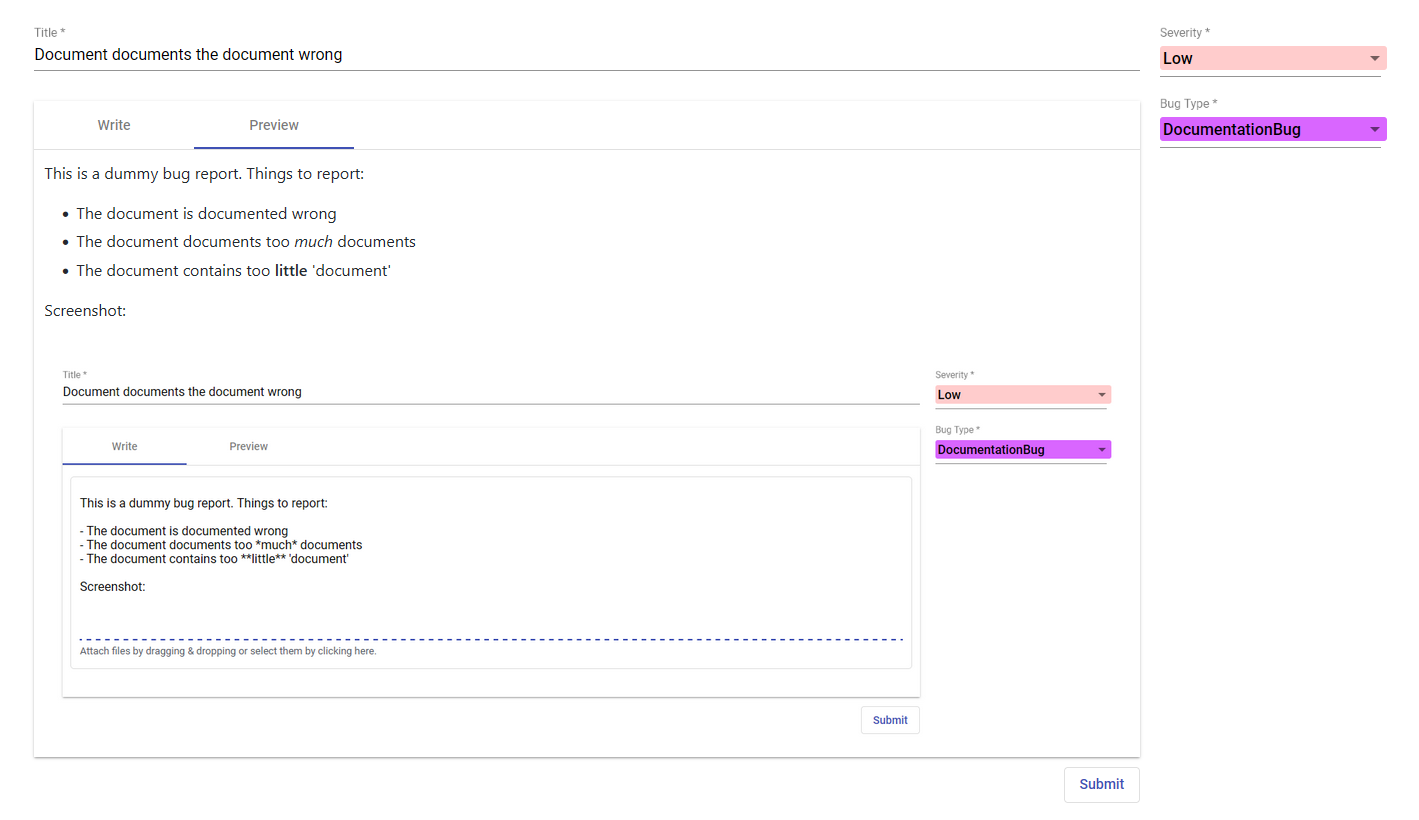 Title *
Severity *
Document documents the document wrong
Low
Bug Type *
Write Preview
DocumentationBug
This is a dummy bug report. Things to report:
• The document is documented wrong
• The document documents too much documents
• The document contains too little 'document'
Screenshot:
Title *
Severity *
Document documents the document wrong
Low
Bug Type *
Write Preview
DocumentationBug
This is a dummy bug report. Things to report:
- The document is documented wrong
- The document documents too *much* documents
- The document contains too **little** 'document'
Screenshot:
Attach files by dragging & dropping or select them by clicking here.
Submit
Submit